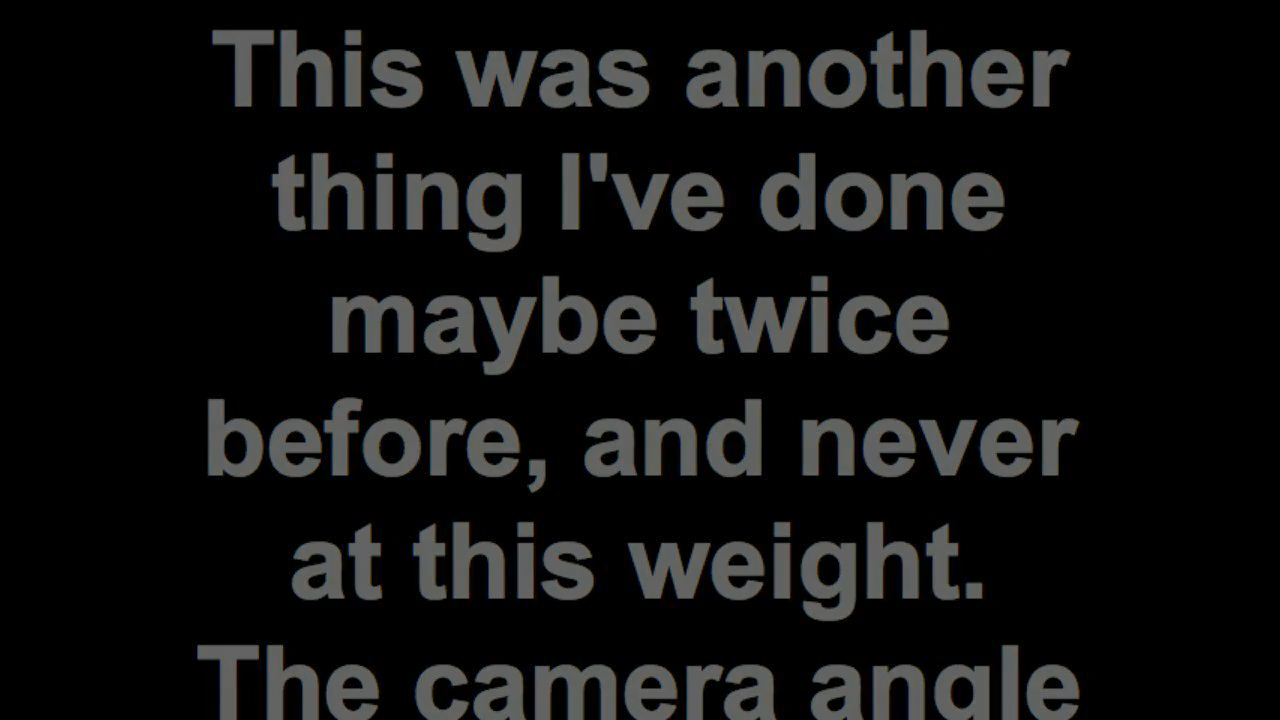 This was another
thing I've done
maybe twice
before, and never
at this weight.
The camera angle